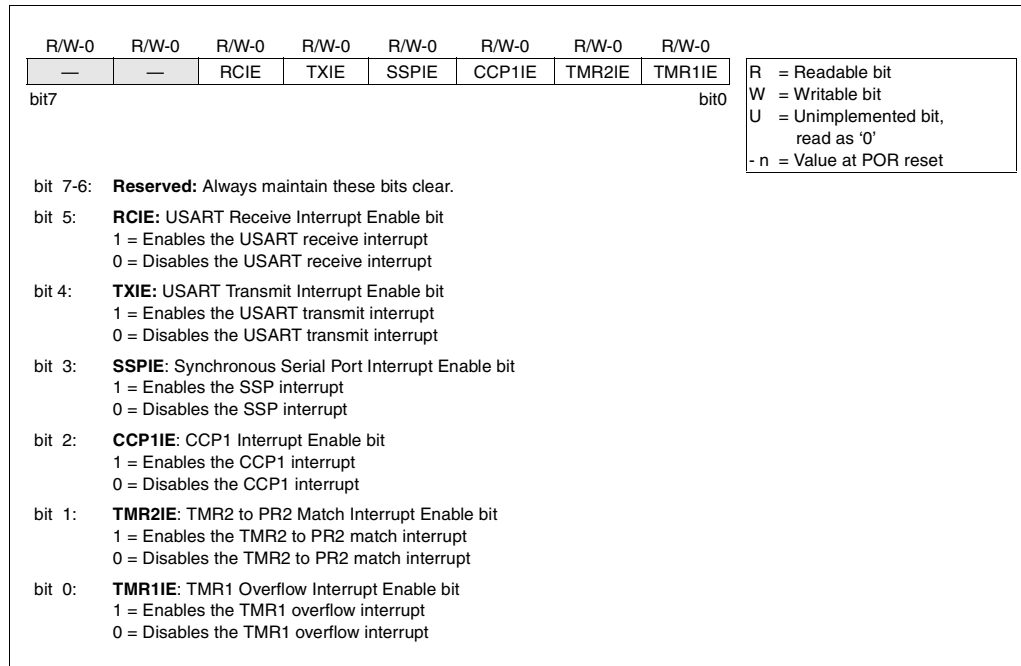 R/W-0 R/W-0 R/W-0 R/W-0 R/W-0 R/W-0 R/W-0 R/W-0
— — RCIE TXIE SSPIE CCP1IE TMR2IE TMR1IE
bit7 bit0
R = Readable bit
W = Writable bit
U = Unimplemented bit,
read as ‘0’
- n = Value at POR reset
bit 7-6: Reserved: Always maintain these bits clear.
bit 5: RCIE: USART Receive Interrupt Enable bit
1 = Enables the USART receive interrupt
0 = Disables the USART receive interrupt
bit 4: TXIE: USART Transmit Interrupt Enable bit
1 = Enables the USART transmit interrupt
0 = Disables the USART transmit interrupt
bit 3: SSPIE: Synchronous Serial Port Interrupt Enable bit
1 = Enables the SSP interrupt
0 = Disables the SSP interrupt
bit 2: CCP1IE: CCP1 Interrupt Enable bit
1 = Enables the CCP1 interrupt
0 = Disables the CCP1 interrupt
bit 1: TMR2IE: TMR2 to PR2 Match Interrupt Enable bit
1 = Enables the TMR2 to PR2 match interrupt
0 = Disables the TMR2 to PR2 match interrupt
bit 0: TMR1IE: TMR1 Overflow Interrupt Enable bit
1 = Enables the TMR1 overflow interrupt
0 = Disables the TMR1 overflow interrupt